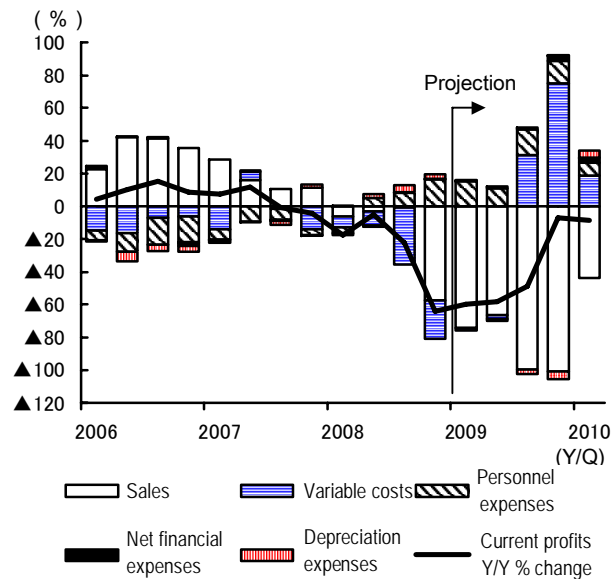 ( % )
100
80
60
40
20
0
▲ 20
▲ 40
▲ 60
▲ 80
▲ 100
▲ 120
Projection
2006 2007 2008 2009 2010
(Y/Q)
Sales
Variable costs
Personnel
expenses
Net financial
expenses
Depreciation
expenses
Current profits
Y/Y % change